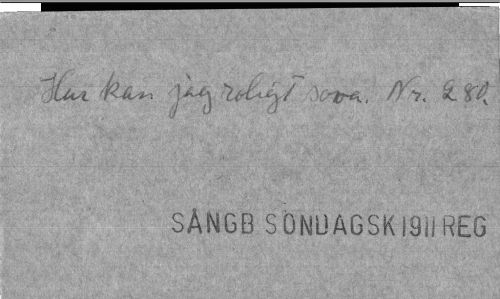 Hur kan jag roligt sova. Nr. 280.
SÅNGB SÖNDAGSK 1911 REG